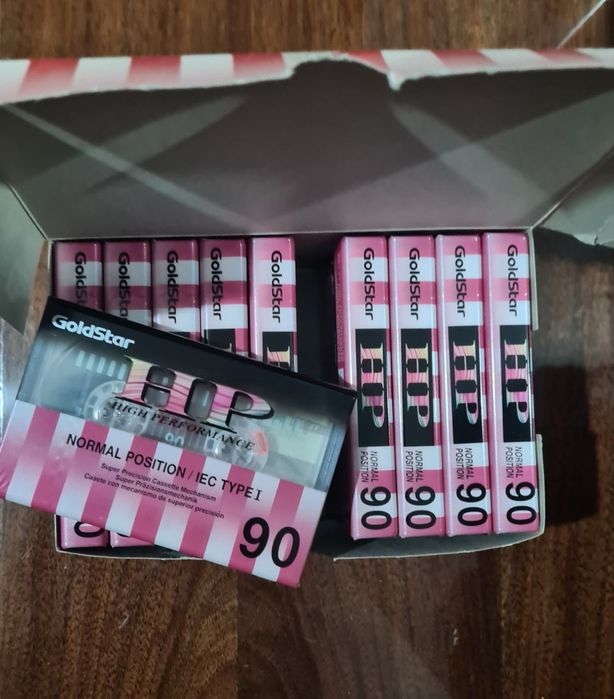 GoldStar
HP
HIGH PERFORMANCE
NORMAL POSITION / IEC TYPE I
Super Precision Cassette Mechanism
Super Präzisionsmechanik
Casete con mecanismo de superior precisión
90
GoldStar
GoldStar
GoldStar
GoldStar
GoldStar
GoldStar
HP
NORMAL POSITION
90
GoldStar
HP
NORMAL POSITION
90
GoldStar
HP
NORMAL POSITION
90
GoldStar
HP
NORMAL POSITION
90